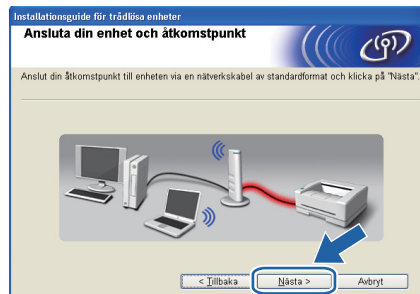 Installationsguide för trådlösa enheter
Ansluta din enhet och åtkomstpunkt
Anslut din åtkomstpunkt till enheten via en nätverkskabel av standardformat och klicka på "Nästa".
< Tillbaka
Nästa >
Avbryt